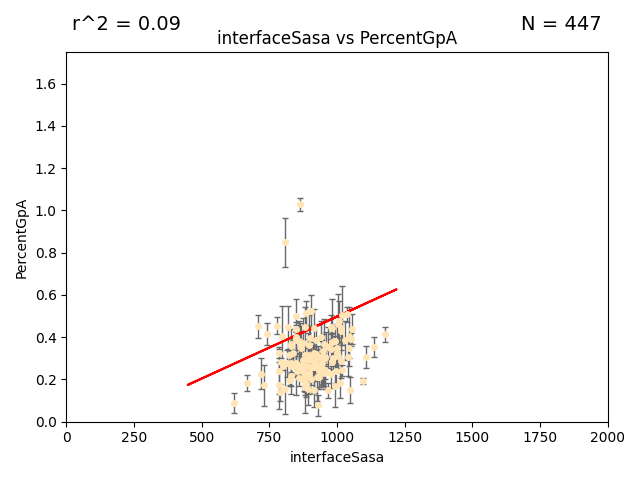 r^2 = 0.09
N = 447
interfaceSasa vs PercentGpA
PercentGpA
1.6
1.4
1.2
1.0
0.8
0.6
0.4
0.2
0.0
0 250 500 750 1000 1250 1500 1750 2000
interfaceSasa